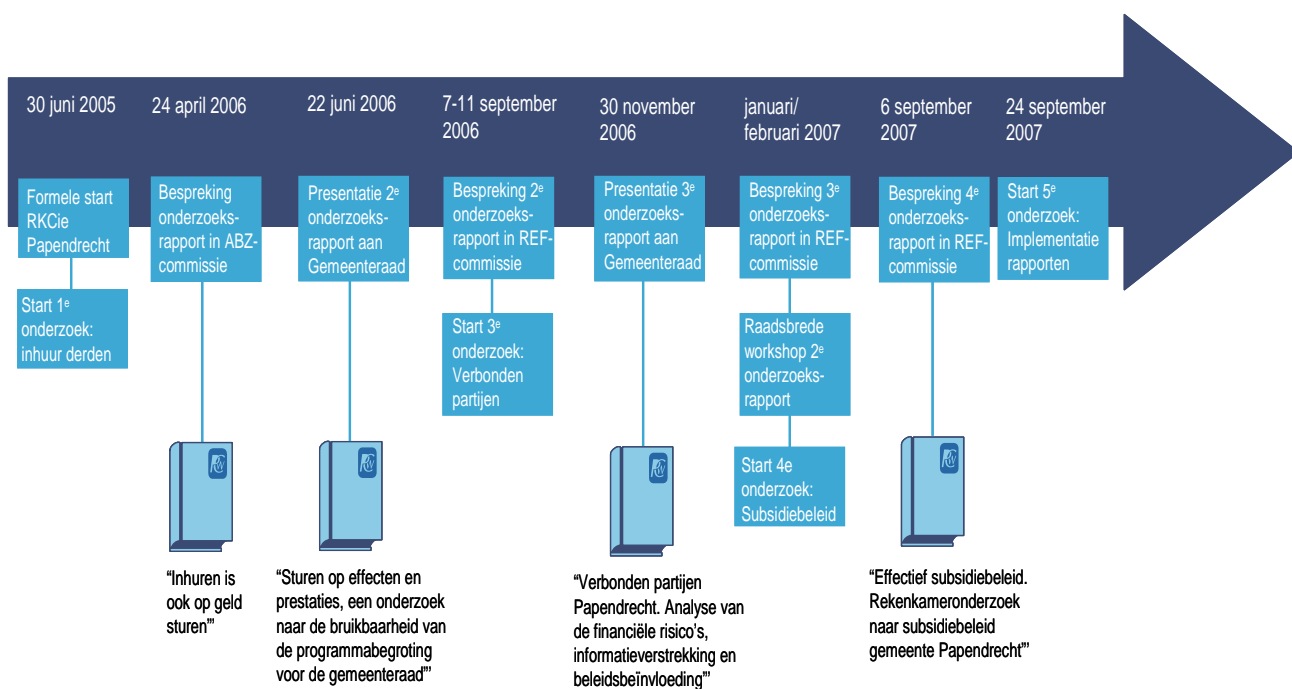 30 juni 2005
Formele start
RKCie
Papendrecht
Start 1e
onderzoek:
inhuur derden
24 april 2006
Bespreking
onderzoeks-
rapport in ABZ-
commissie
"Inhuren is
ook op geld
sturen""
22 juni 2006
Presentatie 2e
onderzoeks-
rapport aan
Gemeenteraad
"Sturen op effecten en
prestaties, een onderzoek
naar de bruikbaarheid van
de programmabegroting
voor de gemeenteraad""
7-11 september
2006
Bespreking 2e
onderzoeks-
rapport in REF-
commissie
Start 3e
onderzoek:
Verbonden
partijen
30 november
2006
Presentatie 3e
onderzoeks-
rapport aan
Gemeenteraad
"Verbonden partijen
Papendrecht. Analyse van
de financiële risico's,
informatieverstrekking en
beleidsbeïnvloeding""
januari/
februari 2007
Bespreking 3e
onderzoeks-
rapport in REF-
commissie
Raadsbrede
workshop 2e
onderzoeks-
rapport
Start 4e
onderzoek:
Subsidiebeleid
6 september
2007
Bespreking 4e
onderzoeks-
rapport in REF-
commissie
"Effectief subsidiebeleid.
Rekenkameronderzoek
naar subsidiebeleid
gemeente Papendrecht""
24 september
2007
Start 5e
onderzoek:
Implementatie
rapporten